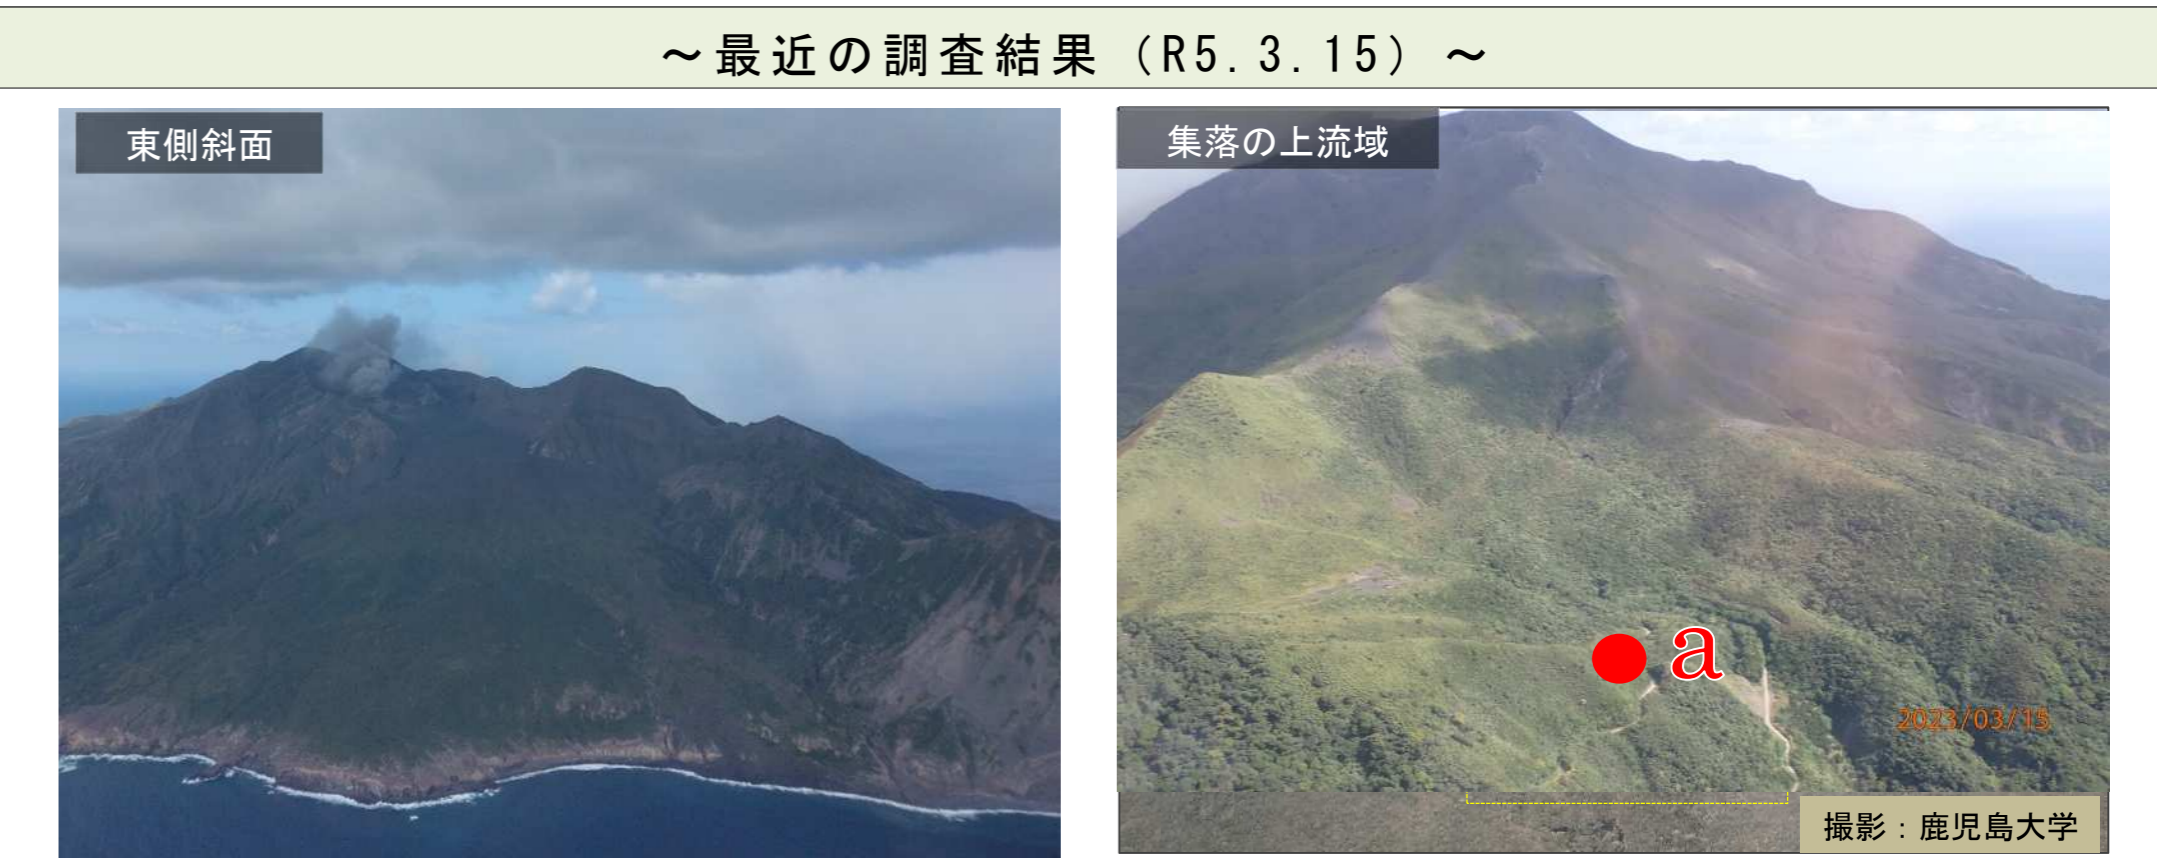 ～最近の調査結果（R5.3.15）～
東側斜面
集落の上流域
a
2023/03/15
撮影：鹿児島大学